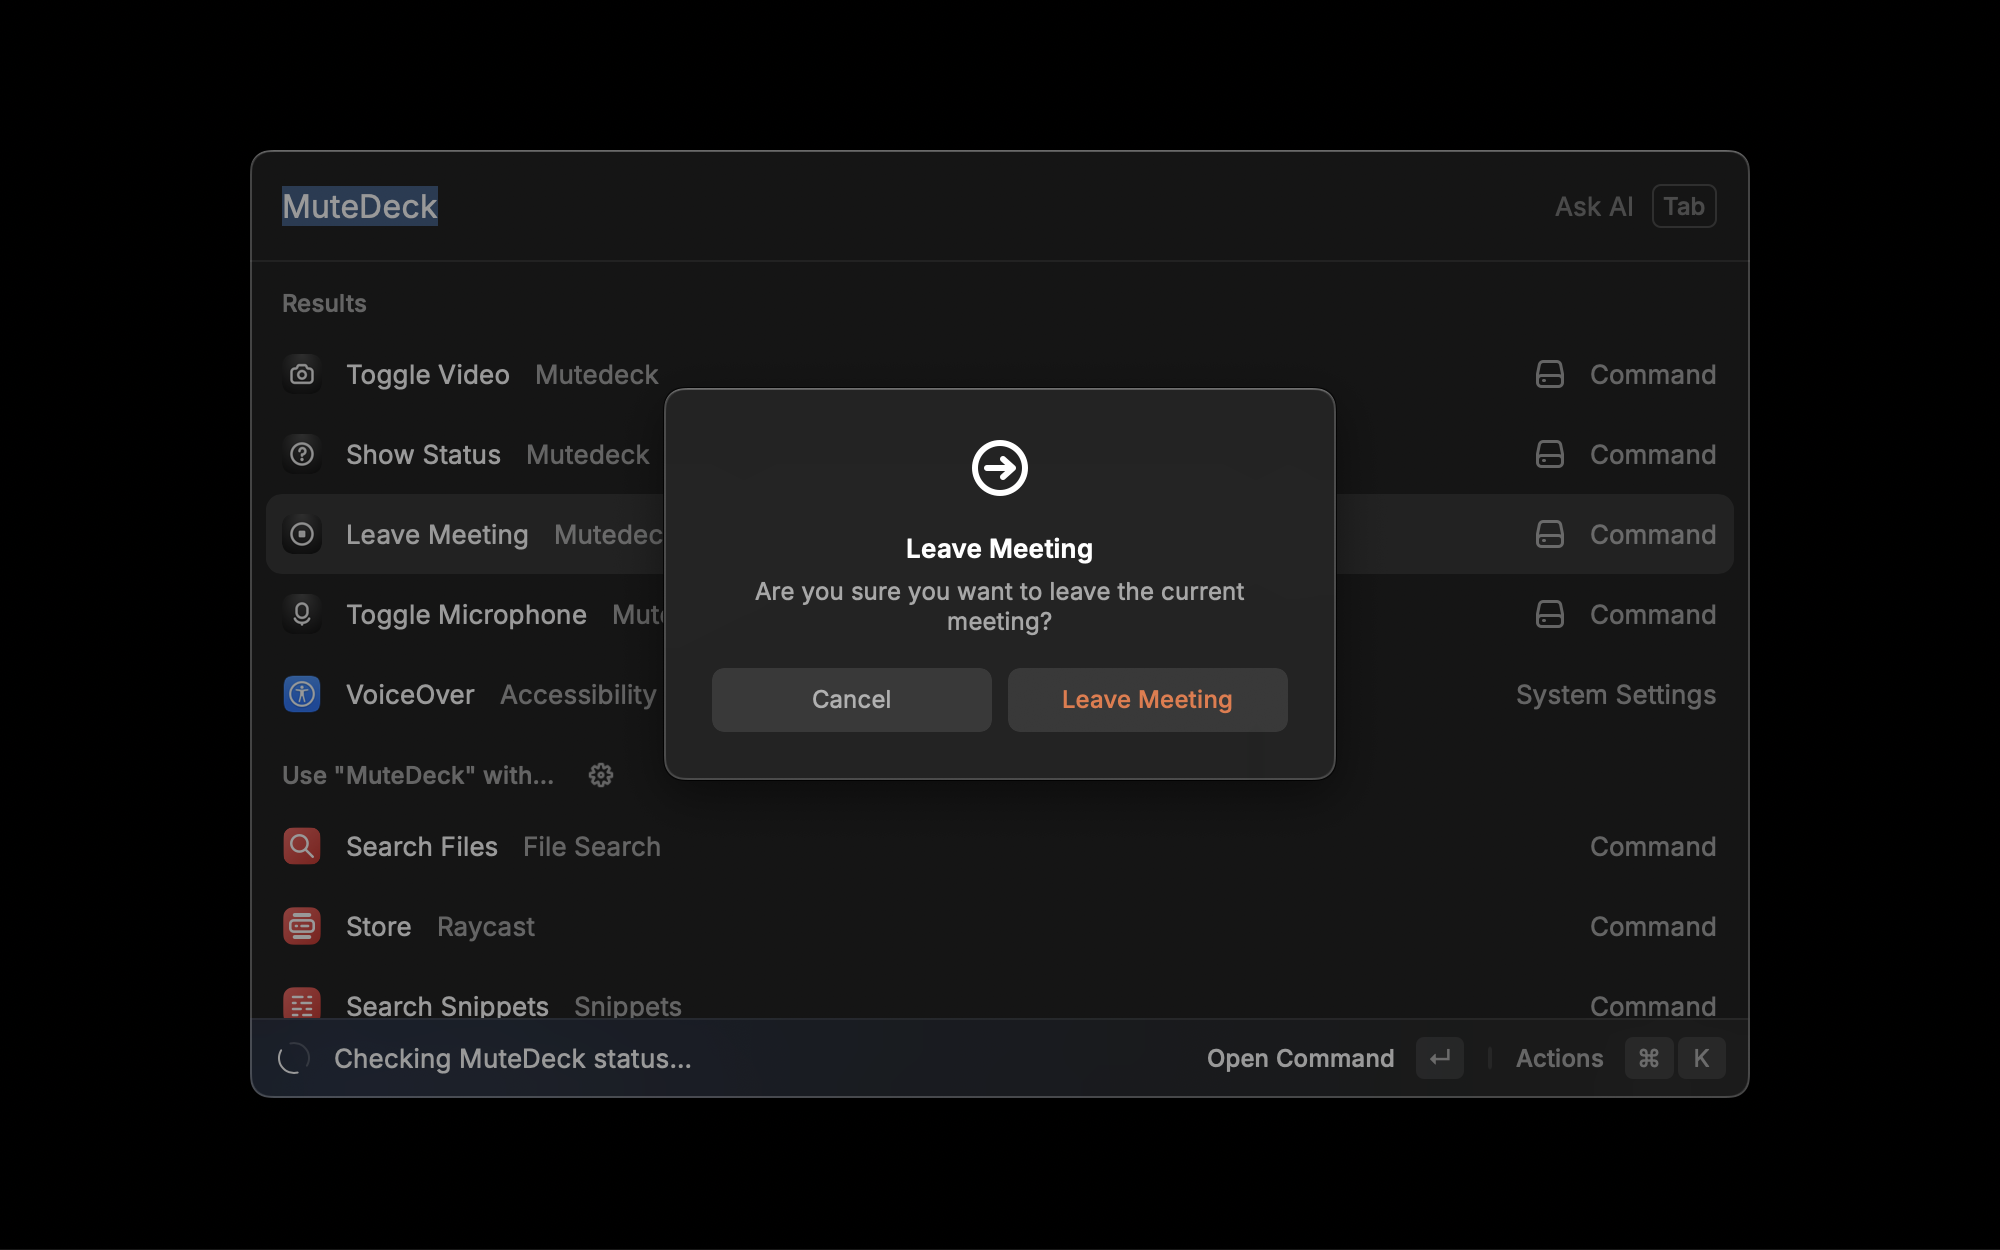 MuteDeck Ask AI Tab
Results
Toggle Video Mutedeck Command
Show Status Mutedeck Command
Leave Meeting Mutedec Command
Toggle Microphone Mute Command
VoiceOver Accessibility System Settings
Leave Meeting
Are you sure you want to leave the current
meeting?
Cancel Leave Meeting
Use "MuteDeck" with...
Search Files File Search Command
Store Raycast Command
Search Snippets Snippets Command
Checking MuteDeck status... Open Command ↵ Actions ⌘ K